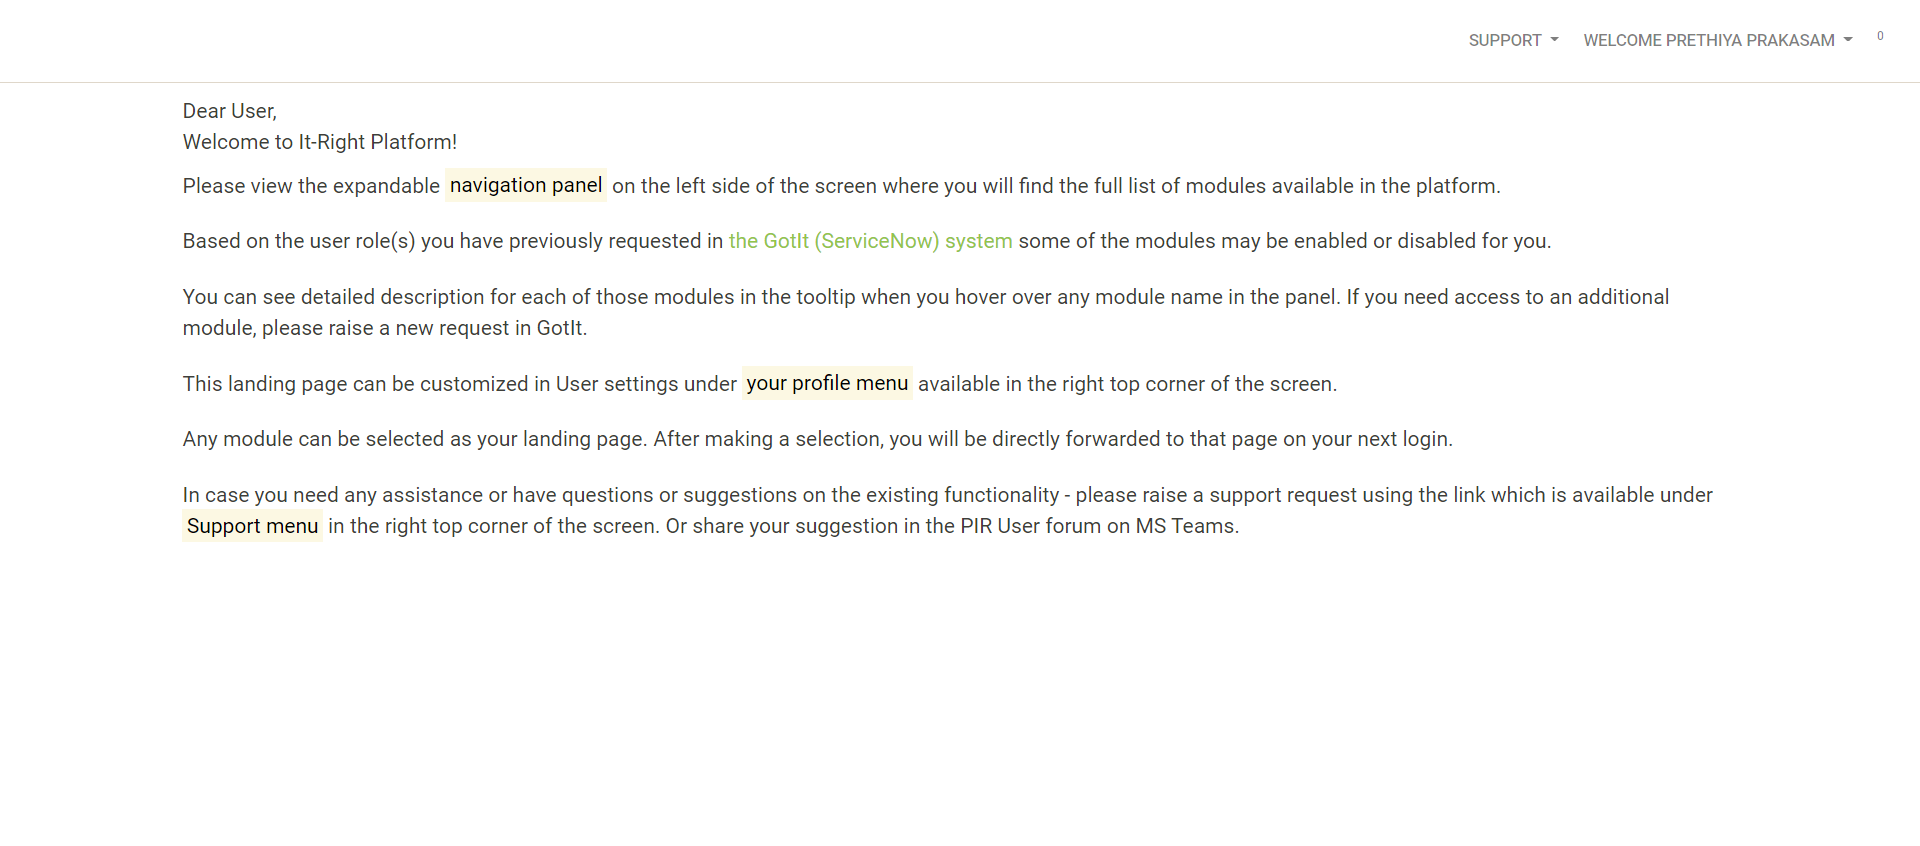 SUPPORT WELCOME PRETHIYA PRAKASAM 0
Dear User,
Welcome to It-Right Platform!
Please view the expandable navigation panel on the left side of the screen where you will find the full list of modules available in the platform.
Based on the user role(s) you have previously requested in the GotIt (ServiceNow) system some of the modules may be enabled or disabled for you.
You can see detailed description for each of those modules in the tooltip when you hover over any module name in the panel. If you need access to an additional
module, please raise a new request in GotIt.
This landing page can be customized in User settings under your profile menu available in the right top corner of the screen.
Any module can be selected as your landing page. After making a selection, you will be directly forwarded to that page on your next login.
In case you need any assistance or have questions or suggestions on the existing functionality - please raise a support request using the link which is available under
Support menu in the right top corner of the screen. Or share your suggestion in the PIR User forum on MS Teams.